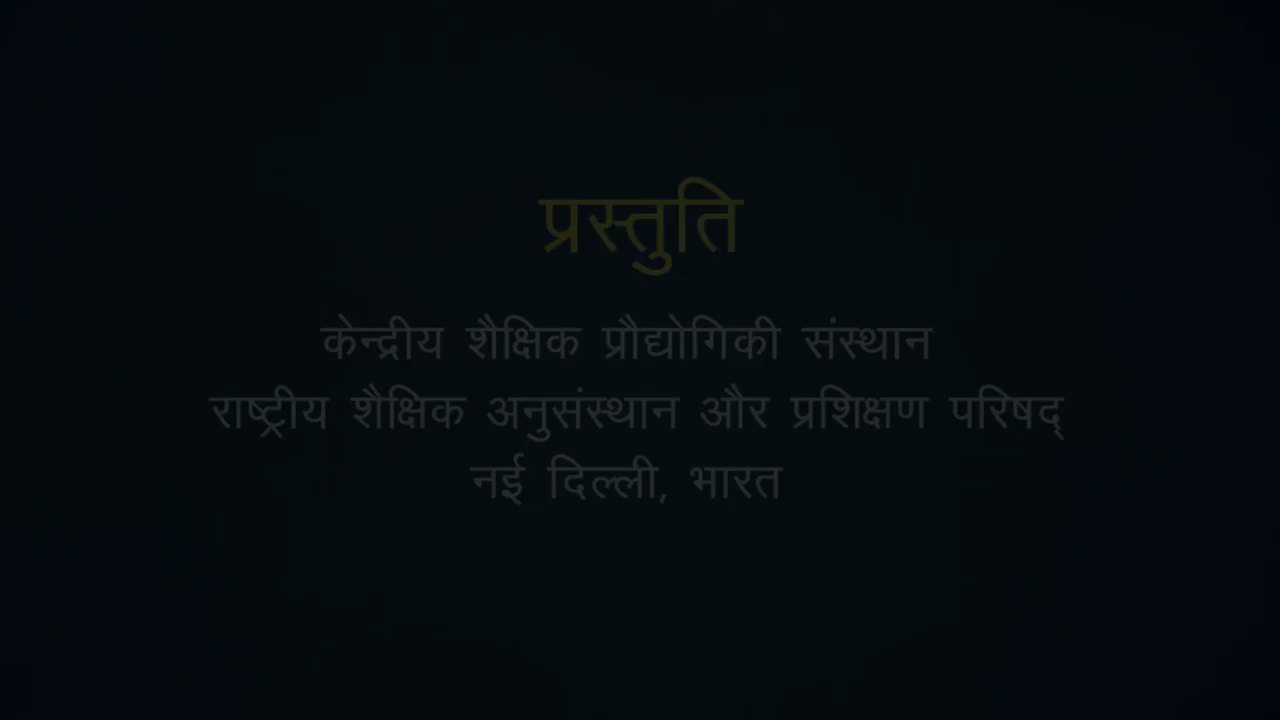 प्रस्तुति
केन्द्रीय शैक्षिक प्रौद्योगिकी संस्थान
राष्ट्रीय शैक्षिक अनुसंस्थान और प्रशिक्षण परिषद्
नई दिल्ली, भारत